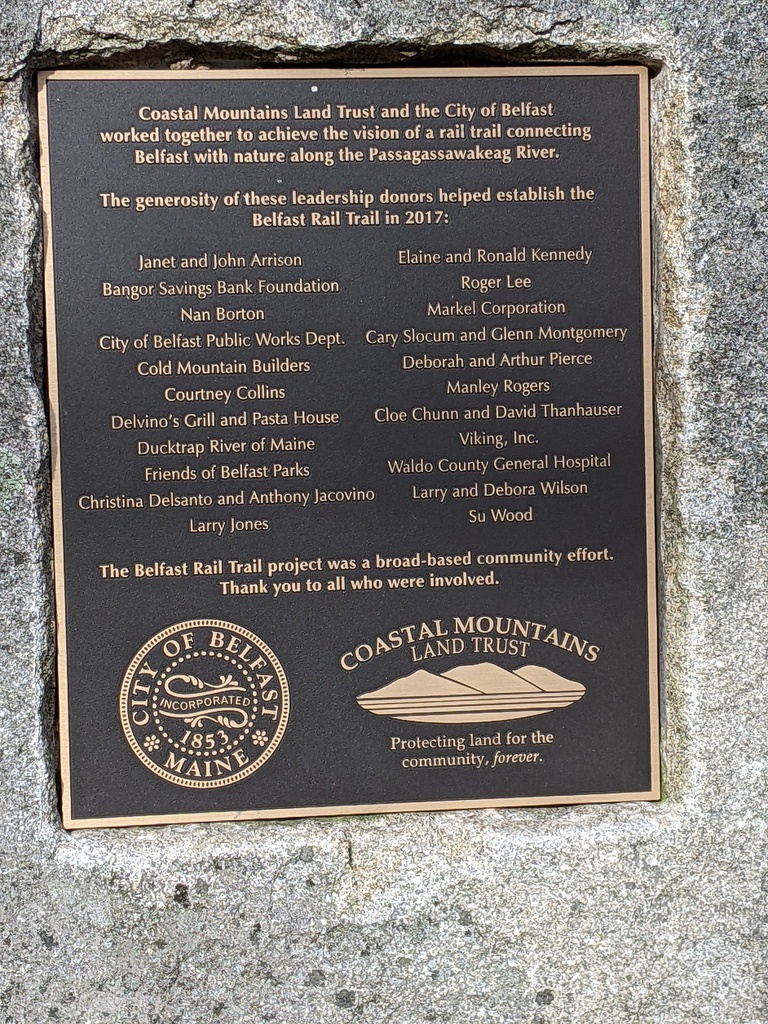 Coastal Mountains Land Trust and the City of Belfast
worked together to achieve the vision of a rail trail connecting
Belfast with nature along the Passagassawakeag River.
The generosity of these leadership donors helped establish the
Belfast Rail Trail in 2017:
Janet and John Arrison
Bangor Savings Bank Foundation
Nan Borton
City of Belfast Public Works Dept.
Cold Mountain Builders
Courtney Collins
Delvino's Grill and Pasta House
Ducktrap River of Maine
Friends of Belfast Parks
Christina Delsanto and Anthony Jacovino
Larry Jones
Elaine and Ronald Kennedy
Roger Lee
Markel Corporation
Cary Slocum and Glenn Montgomery
Deborah and Arthur Pierce
Manley Rogers
Cloe Chunn and David Thanhauser
Viking, Inc.
Waldo County General Hospital
Larry and Debora Wilson
Su Wood
The Belfast Rail Trail project was a broad-based community effort.
Thank you to all who were involved.
CITY OF BELFAST
INCORPORATED
1853
MAINE
COASTAL MOUNTAINS
LAND TRUST
Protecting land for the
community, forever.